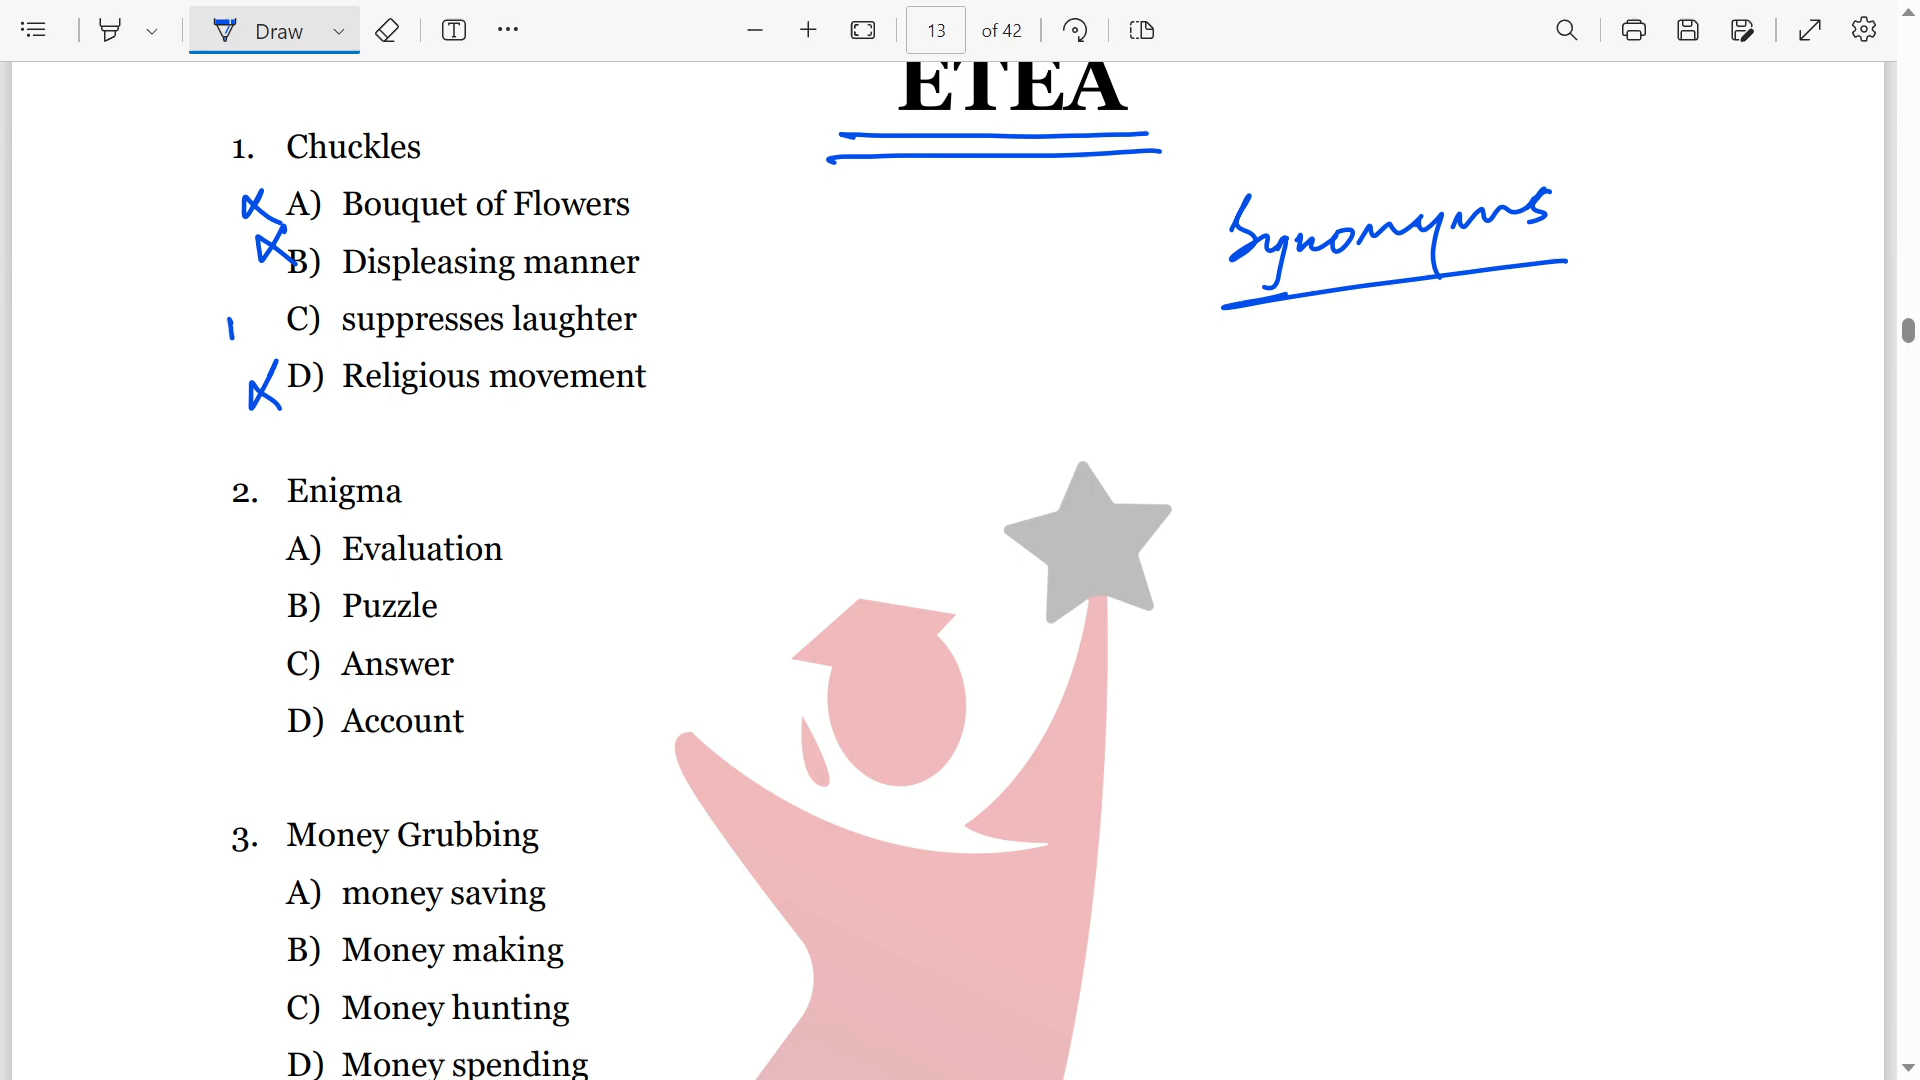 Draw
13 of 42
ETEA
1. Chuckles
A) Bouquet of Flowers
B) Displeasing manner
C) suppresses laughter
D) Religious movement
Synonyms
2. Enigma
A) Evaluation
B) Puzzle
C) Answer
D) Account
3. Money Grubbing
A) money saving
B) Money making
C) Money hunting
D) Money spending